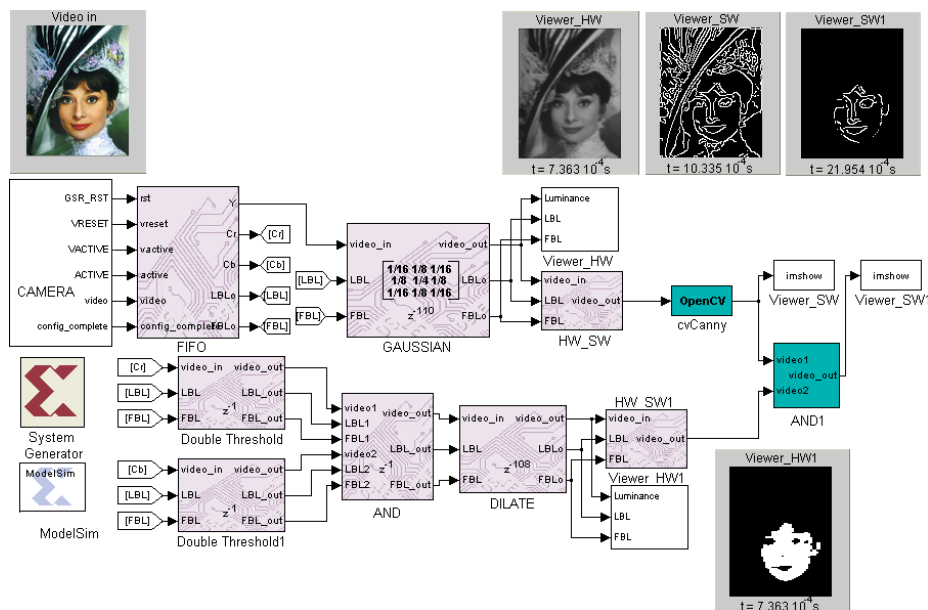 Video in
Viewer_HW
Viewer_SW
Viewer_SW1
t = 7.363 10^-4 s
t = 10.335 10^-4 s
t = 21.954 10^-4 s
GSR_RST
VRESET
VACTIVE
ACTIVE
video
config_complete
CAMERA
rst
vreset
vactive
active
video
config_complete
Y
Cr
Cb
LBLo
FBLo
FIFO
[Cr]
[Cb]
[LBL]
[FBL]
[LBL]
[FBL]
video_in
LBL
FBL
video_out
LBLo
FBLo
1/16 1/8 1/16
1/8 1/4 1/8
1/16 1/8 1/16
z^-110
GAUSSIAN
Luminance
LBL
FBL
Viewer_HW
video_in
LBL
FBL
video_out
HW_SW
OpenCV
cvCanny
imshow
Viewer_SW
imshow
Viewer_SW1
video1
video2
video_out
AND1
System
Generator
ModelSim
ModelSim
[Cr]
[LBL]
[FBL]
video_in
LBL
FBL
video_out
LBL_out
FBL_out
z^-1
Double Threshold
[Cb]
[LBL]
[FBL]
video_in
LBL
FBL
video_out
LBL_out
FBL_out
z^-1
Double Threshold1
video1
LBL1
FBL1
video2
LBL2
FBL2
video_out
LBL_out
FBL_out
z^-1
AND
video_in
LBL
FBL
video_out
LBLo
FBLo
z^-108
DILATE
HW_SW1
video_in
LBL
FBL
video_out
Viewer_HW1
Luminance
LBL
FBL
Viewer_HW1
t = 7.363 10^-4 s